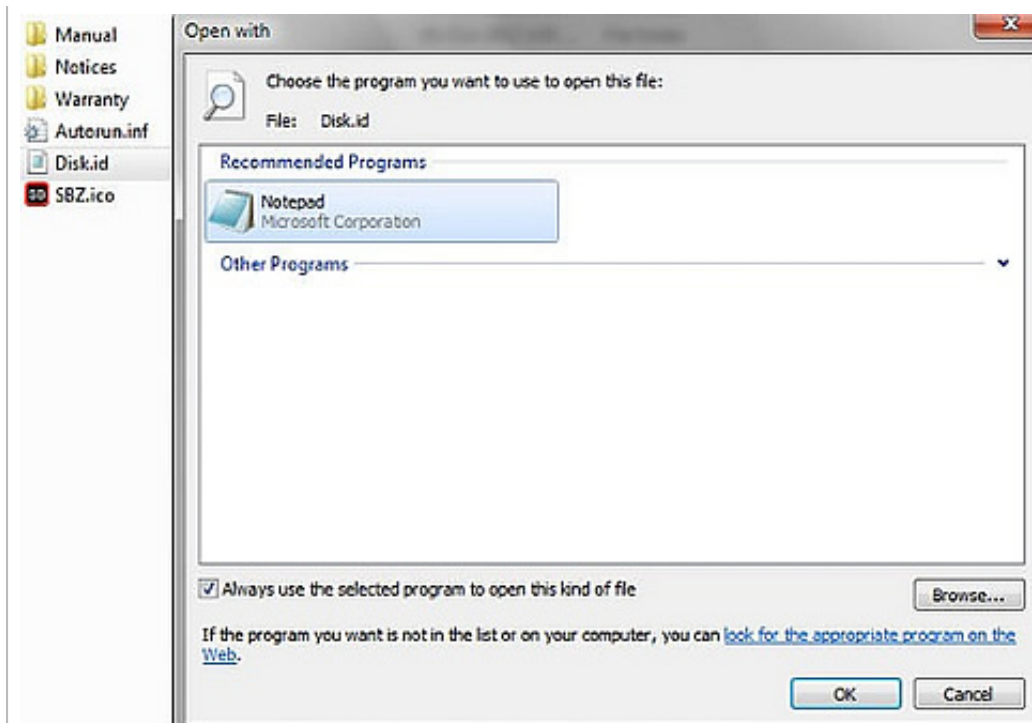 Manual
Notices
Warranty
Autorun.inf
Disk.id
SBZ.ico
Open with
Choose the program you want to use to open this file:
File: Disk.id
Recommended Programs
Notepad
Microsoft Corporation
Other Programs
Always use the selected program to open this kind of file
Browse...
If the program you want is not in the list or on your computer, you can look for the appropriate program on the
Web.
OK
Cancel